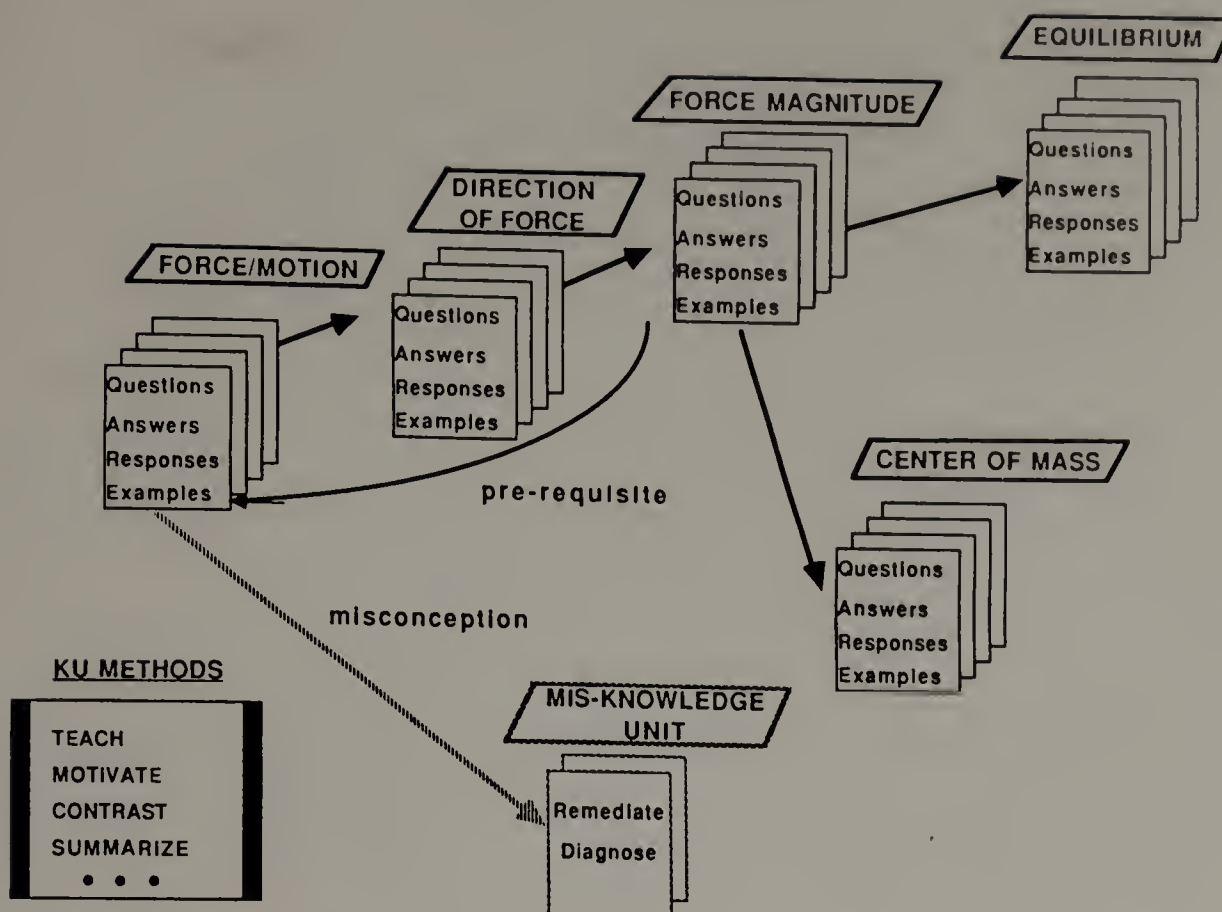 EQUILIBRIUM
Questions
Answers
Responses
Examples
FORCE MAGNITUDE
Questions
Answers
Responses
Examples
DIRECTION
OF FORCE
Questions
Answers
Responses
Examples
FORCE/MOTION
Questions
Answers
Responses
Examples
pre-requisite
CENTER OF MASS
Questions
Answers
Responses
Examples
misconception
KU METHODS
TEACH
MOTIVATE
CONTRAST
SUMMARIZE
• • •
MIS-KNOWLEDGE
UNIT
Remediate
Diagnose